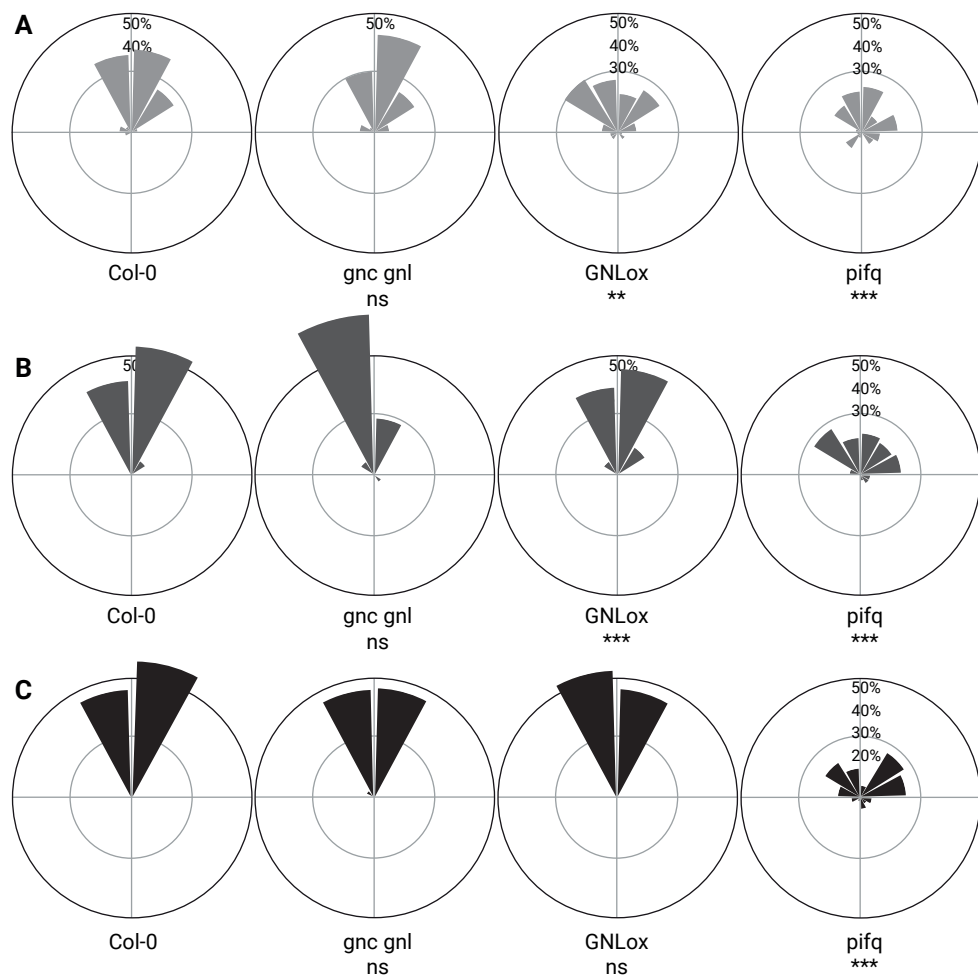 A
50%
40%
50%
50%
40%
30%
50%
40%
30%
Col-0
gnc gnl
ns
GNLox
**
pifq
***
B
50%
50%
40%
30%
Col-0
gnc gnl
ns
GNLox
***
pifq
***
C
50%
40%
30%
20%
Col-0
gnc gnl
ns
GNLox
ns
pifq
***